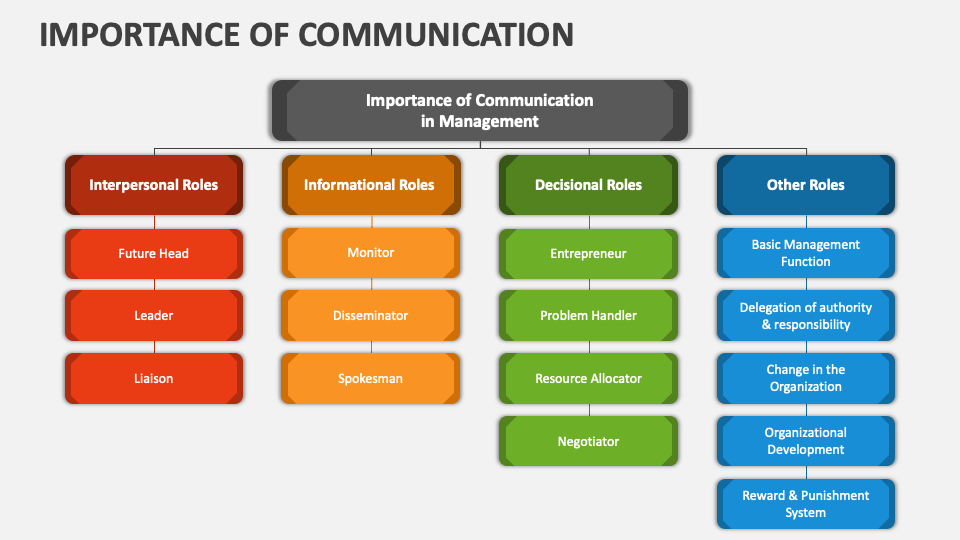 IMPORTANCE OF COMMUNICATION
Importance of Communication
in Management
Interpersonal Roles
Future Head
Leader
Liaison
Informational Roles
Monitor
Disseminator
Spokesman
Decisional Roles
Entrepreneur
Problem Handler
Resource Allocator
Negotiator
Other Roles
Basic Management
Function
Delegation of authority
& responsibility
Change in the
Organization
Organizational
Development
Reward & Punishment
System